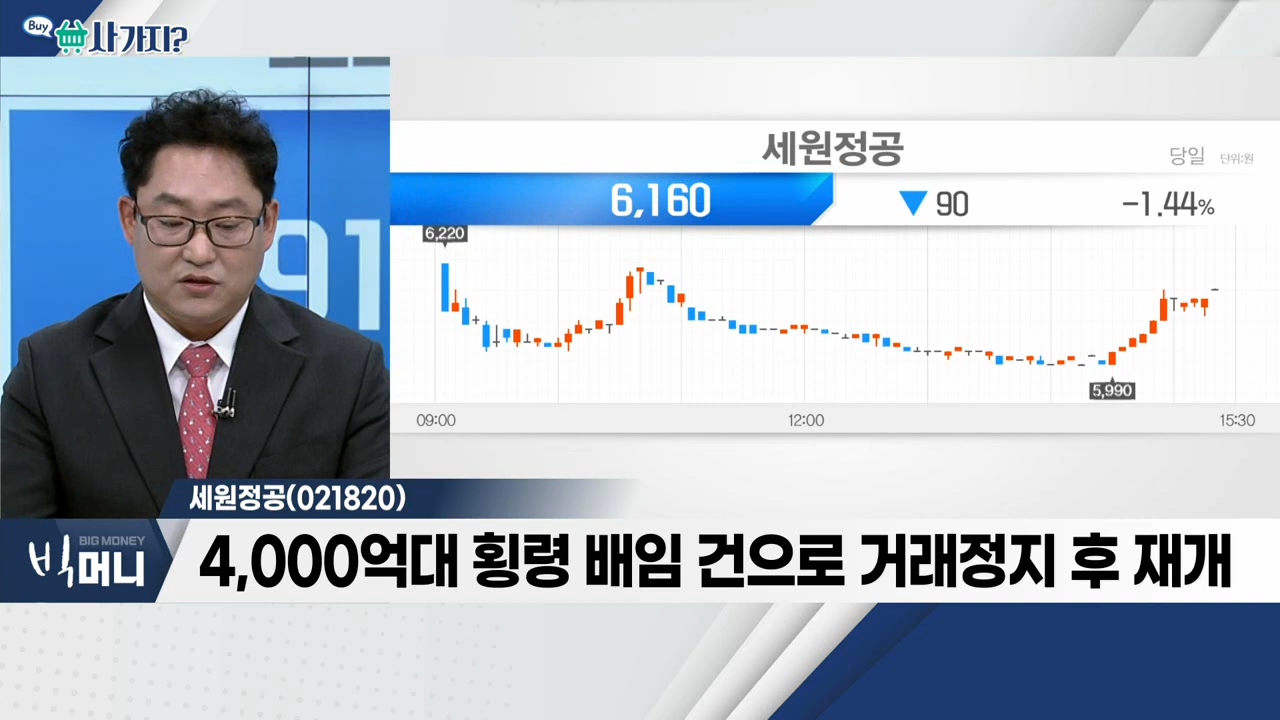 Buy
사가지?
91
세원정공
당일 단위:원
6,160 ▼ 90 -1.44%
6,220
5,990
09:00 12:00 15:30
세원정공(021820)
BIG MONEY
빅머니
4,000억대 횡령 배임 건으로 거래정지 후 재개